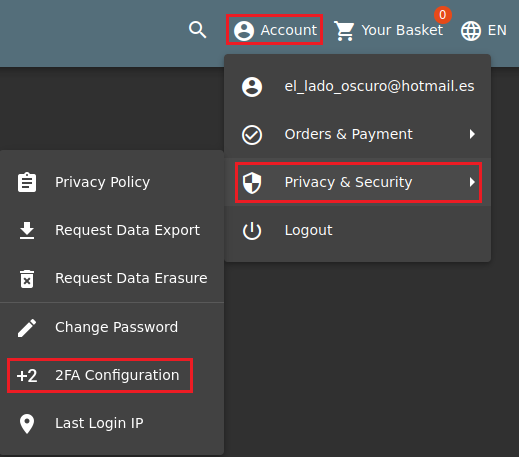 Account
0
Your Basket
EN
el_lado_oscuro@hotmail.es
Orders & Payment
Privacy & Security
Logout
Privacy Policy
Request Data Export
Request Data Erasure
Change Password
+2 2FA Configuration
Last Login IP